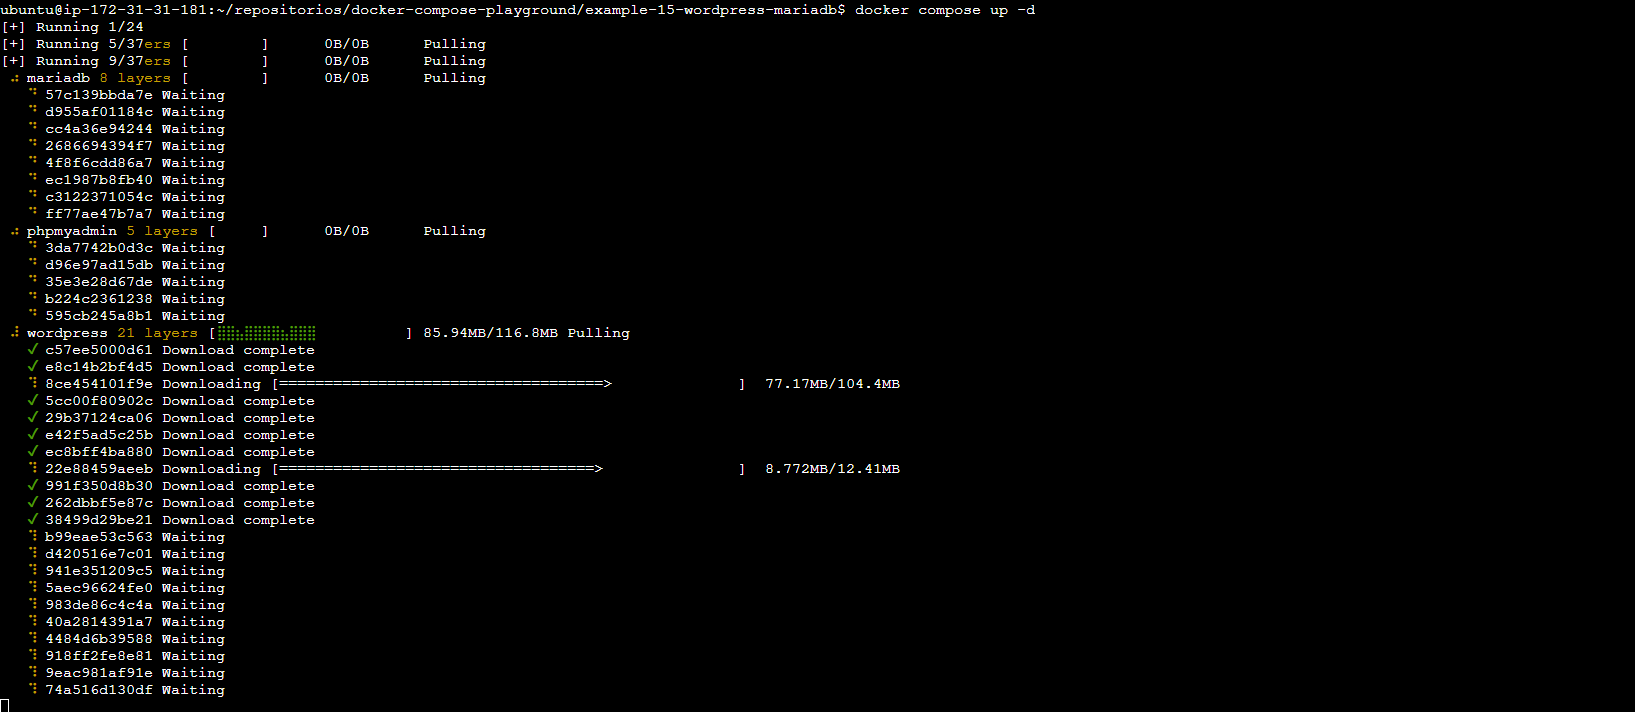 ubuntu@ip-172-31-31-181:~/repositorios/docker-compose-playground/example-15-wordpress-mariadb$ docker compose up -d
[+] Running 1/24
[+] Running 5/37ers [        ]      0B/0B      Pulling
[+] Running 9/37ers [        ]      0B/0B      Pulling
mariadb 8 layers [        ]      0B/0B      Pulling
57c139bbda7e Waiting
d955af01184c Waiting
cc4a36e94244 Waiting
2686694394f7 Waiting
4f8f6cdd86a7 Waiting
ec1987b8fb40 Waiting
c3122371054c Waiting
ff77ae47b7a7 Waiting
phpmyadmin 5 layers [     ]      0B/0B      Pulling
3da7742b0d3c Waiting
d96e97ad15db Waiting
35e3e28d67de Waiting
b224c2361238 Waiting
595cb245a8b1 Waiting
wordpress 21 layers [          ] 85.94MB/116.8MB Pulling
✓ c57ee5000d61 Download complete
✓ e8c14b2bf4d5 Download complete
8ce454101f9e Downloading [====================================>              ]  77.17MB/104.4MB
✓ 5cc00f80902c Download complete
✓ 29b37124ca06 Download complete
✓ e42f5ad5c25b Download complete
✓ ec8bff4ba880 Download complete
22e88459aeeb Downloading [===================================>               ]  8.772MB/12.41MB
✓ 991f350d8b30 Download complete
✓ 262dbbf5e87c Download complete
✓ 38499d29be21 Download complete
b99eae53c563 Waiting
d420516e7c01 Waiting
941e351209c5 Waiting
5aec96624fe0 Waiting
983de86c4c4a Waiting
40a2814391a7 Waiting
4484d6b39588 Waiting
918ff2fe8e81 Waiting
9eac981af91e Waiting
74a516d130df Waiting